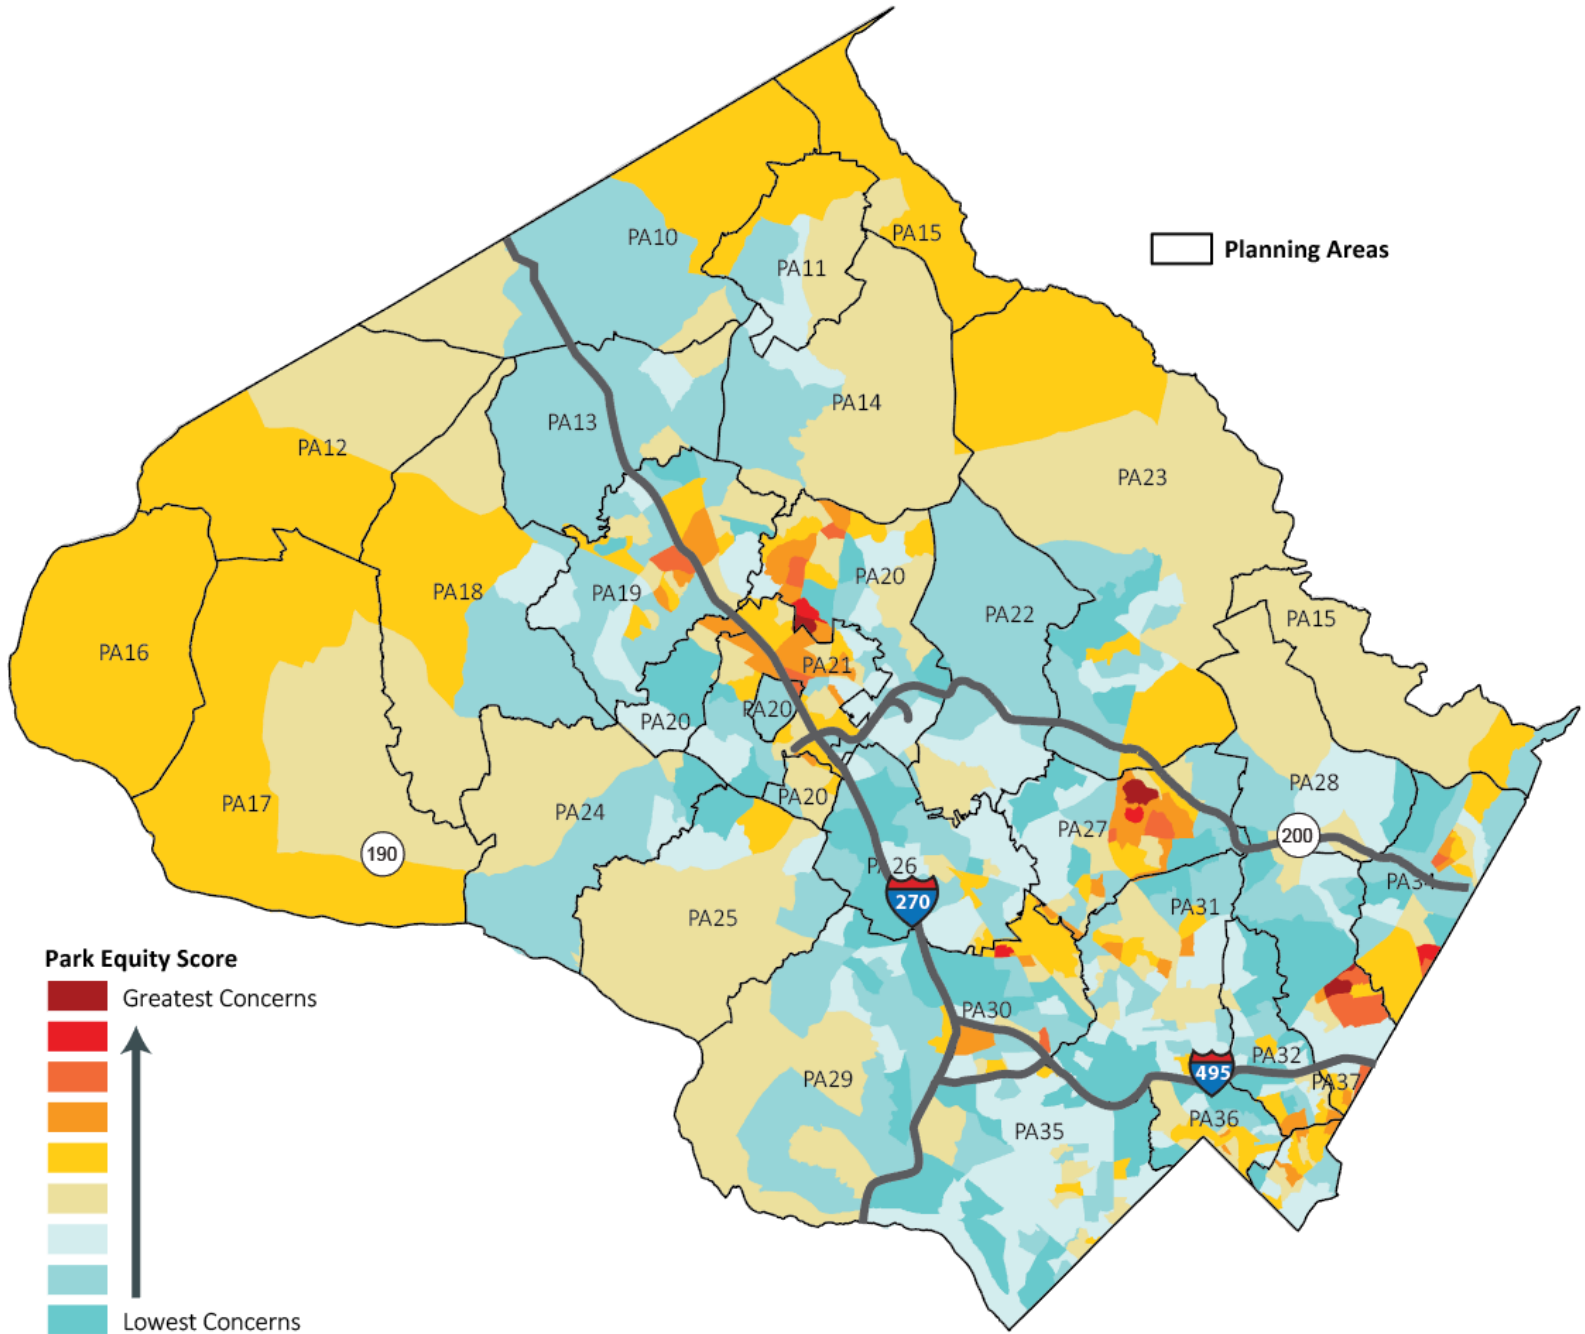 PA10
PA15
Planning Areas
PA11
PA14
PA13
PA12
PA23
PA20
PA18
PA19
PA22
PA15
PA16
PA21
PA20
PA20
PA28
PA17
PA24
PA20
PA27
200
190
PA26
PA34
270
PA25
PA31
Park Equity Score
Greatest Concerns
PA30
PA32
495
PA29
PA37
PA36
PA35
Lowest Concerns